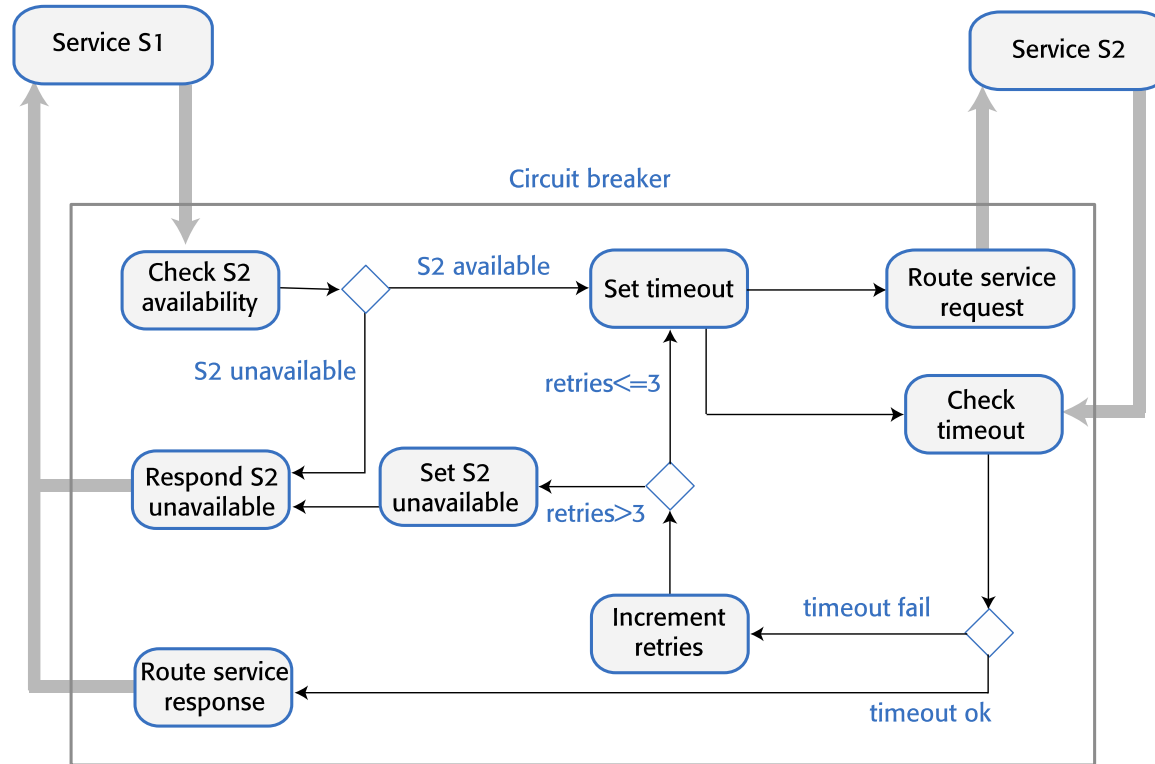 Service S1
Service S2
Circuit breaker
Check S2
availability
S2 available
Set timeout
Route service
request
S2 unavailable
retries<=3
Check
timeout
Respond S2
unavailable
Set S2
unavailable
retries>3
Increment
retries
timeout fail
Route service
response
timeout ok